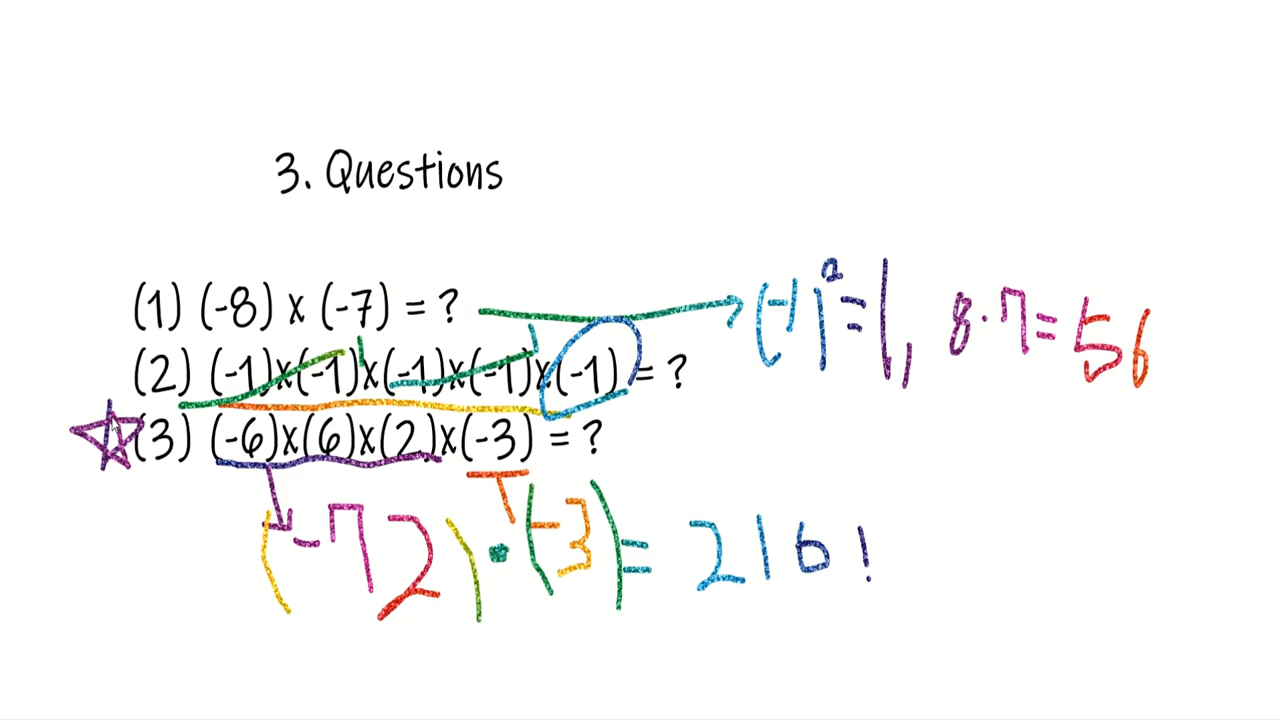 3. Questions
(1) (-8) x (-7) = ?
(-1)² = 1, 8·7 = 56
(2) (-1)x(-1)x(-1)x(-1)x(-1) = ?
(3) (-6)x(6)x(2)x(-3) = ?
(-72)·(-3) = 216!